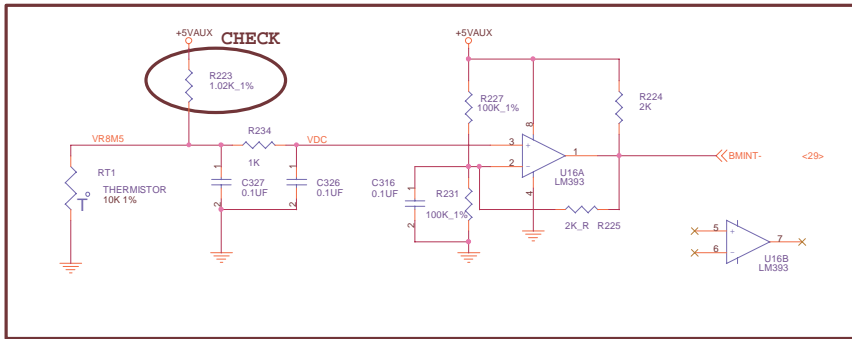 +5VAUX
CHECK
+5VAUX
R223
1.02K_1%
R227
100K_1%
R224
2K
8
VR8M5
R234
VDC
1K
3
+
1
2
−
BMINT-
<29>
U16A
LM393
4
RT1
THERMISTOR
10K 1%
T
o
1
C327
0.1UF
2
1
C326
0.1UF
2
C316
0.1UF
1
2
R231
100K_1%
2K_R
R225
5
+
7
6
−
U16B
LM393